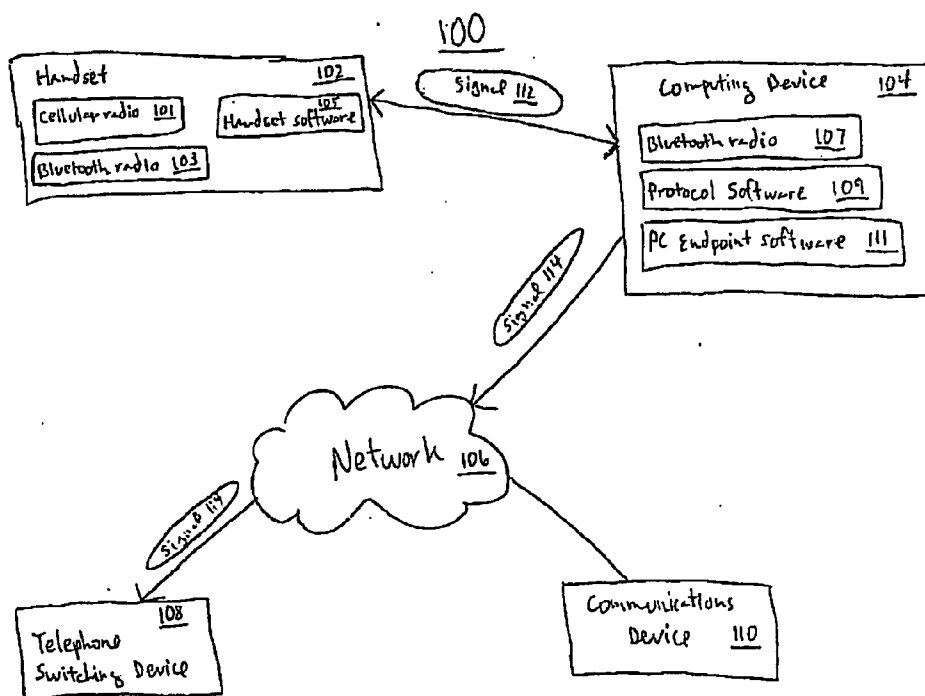 100
Handset 102
Cellular radio 101
105
Handset software
Bluetooth radio 103
Signal 112
Computing Device 104
Bluetooth radio 107
Protocol Software 109
PC Endpoint software 111
Signal 114
Network 106
Signal 114
108
Telephone
Switching Device
Communications
Device 110